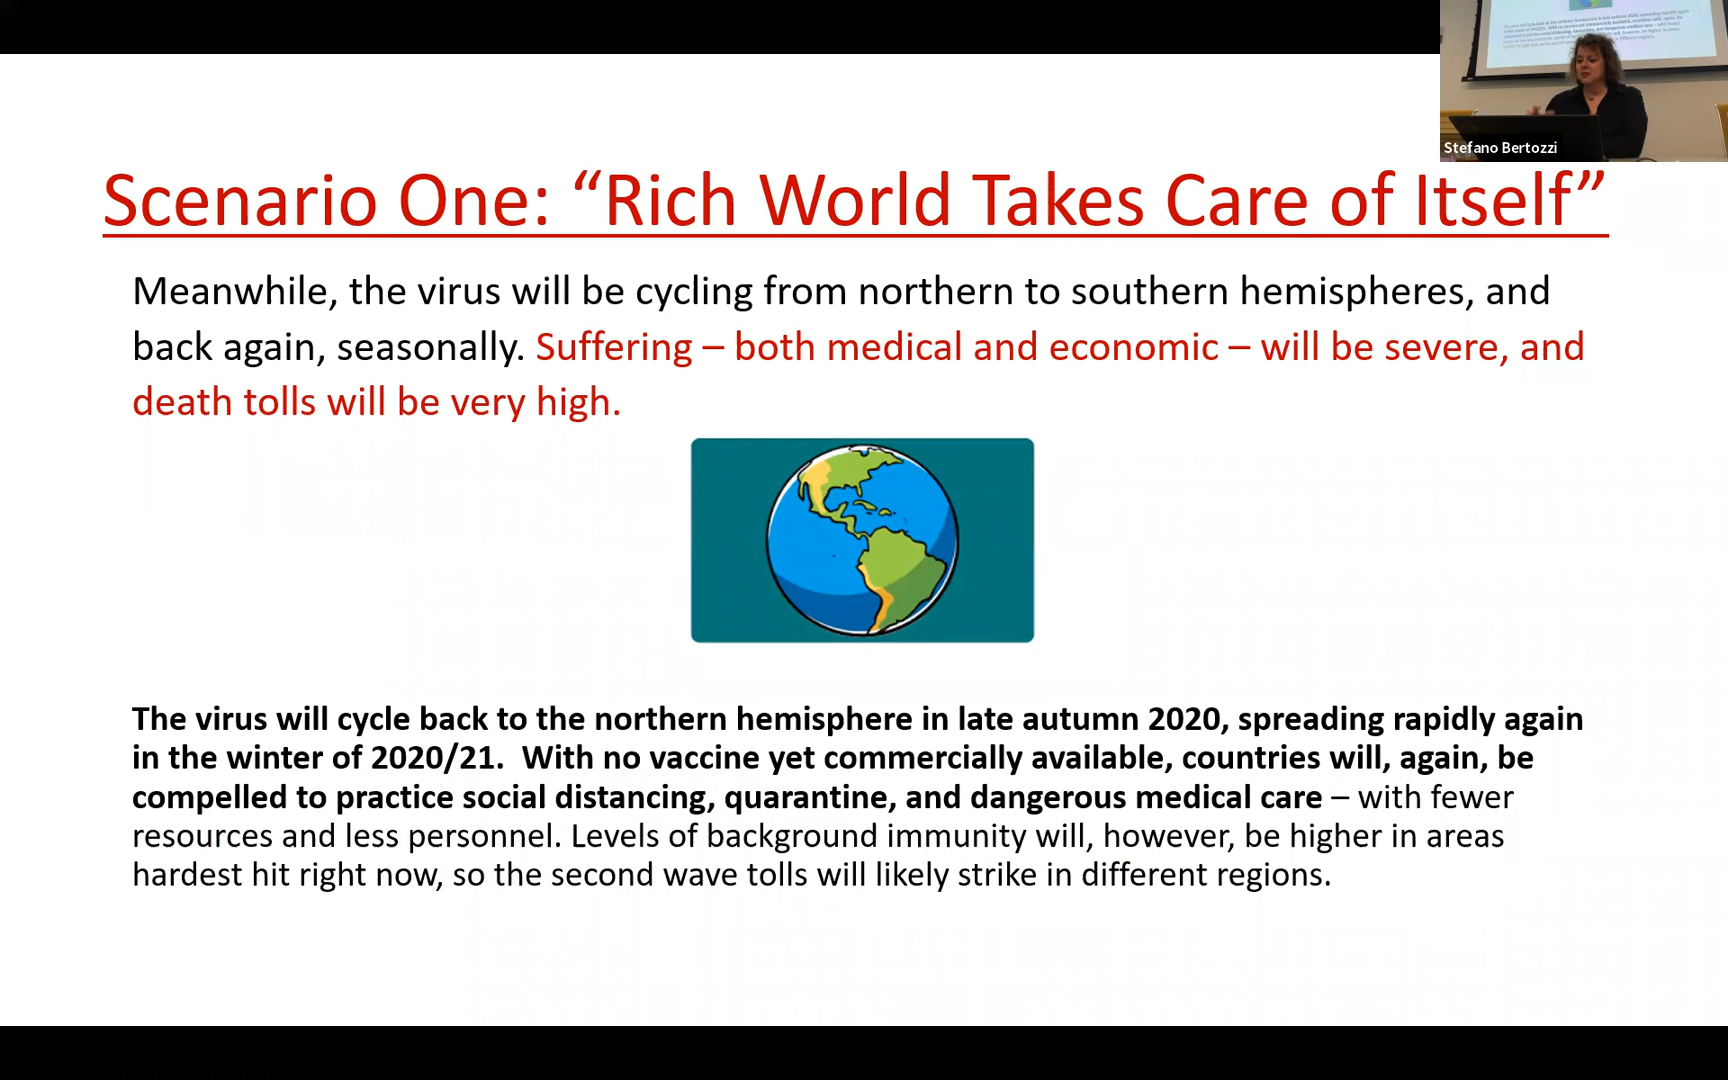 Stefano Bertozzi
Scenario One: “Rich World Takes Care of Itself”
Meanwhile, the virus will be cycling from northern to southern hemispheres, and
back again, seasonally. Suffering – both medical and economic – will be severe, and
death tolls will be very high.
The virus will cycle back to the northern hemisphere in late autumn 2020, spreading rapidly again
in the winter of 2020/21.  With no vaccine yet commercially available, countries will, again, be
compelled to practice social distancing, quarantine, and dangerous medical care – with fewer
resources and less personnel. Levels of background immunity will, however, be higher in areas
hardest hit right now, so the second wave tolls will likely strike in different regions.